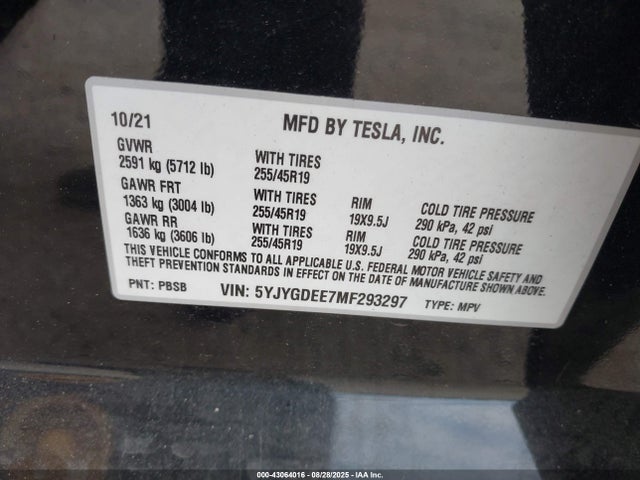 10/21 MFD BY TESLA, INC.
GVWR
2591 kg (5712 lb) WITH TIRES 255/45R19
GAWR FRT
1363 kg (3004 lb) WITH TIRES 255/45R19 RIM 19X9.5J COLD TIRE PRESSURE 290 kPa, 42 psi
GAWR RR
1636 kg (3606 lb) WITH TIRES 255/45R19 RIM 19X9.5J COLD TIRE PRESSURE 290 kPa, 42 psi
THIS VEHICLE CONFORMS TO ALL APPLICABLE U.S. FEDERAL MOTOR VEHICLE SAFETY AND
THEFT PREVENTION STANDARDS IN EFFECT ON THE DATE OF MANUFACTURE SHOWN ABOVE.
PNT: PBSB VIN: 5YJYGDEE7MF293297 TYPE: MPV
000-43064016 - 08/28/2025 - IAA Inc.